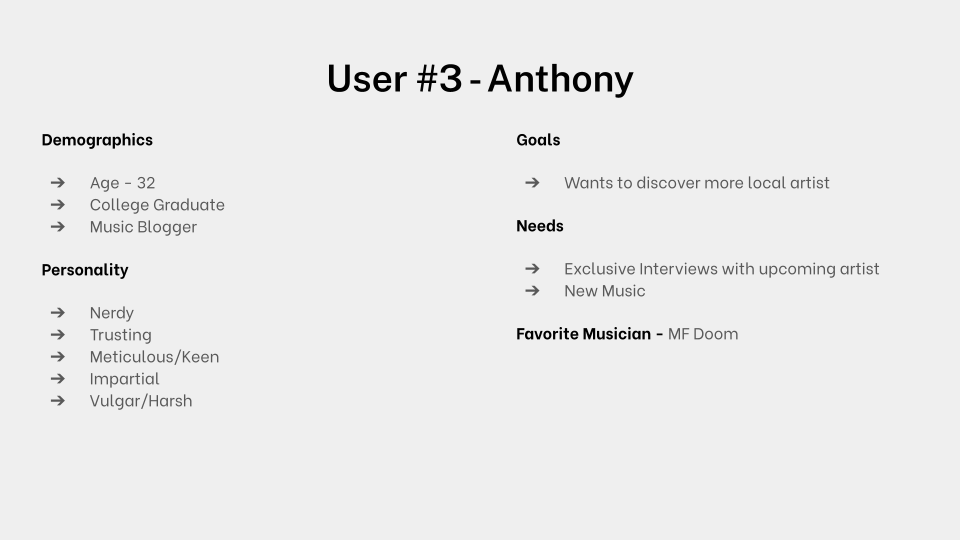 User #3 - Anthony
Demographics
➔ Age - 32
➔ College Graduate
➔ Music Blogger
Personality
➔ Nerdy
➔ Trusting
➔ Meticulous/Keen
➔ Impartial
➔ Vulgar/Harsh
Goals
➔ Wants to discover more local artist
Needs
➔ Exclusive Interviews with upcoming artist
➔ New Music
Favorite Musician - MF Doom